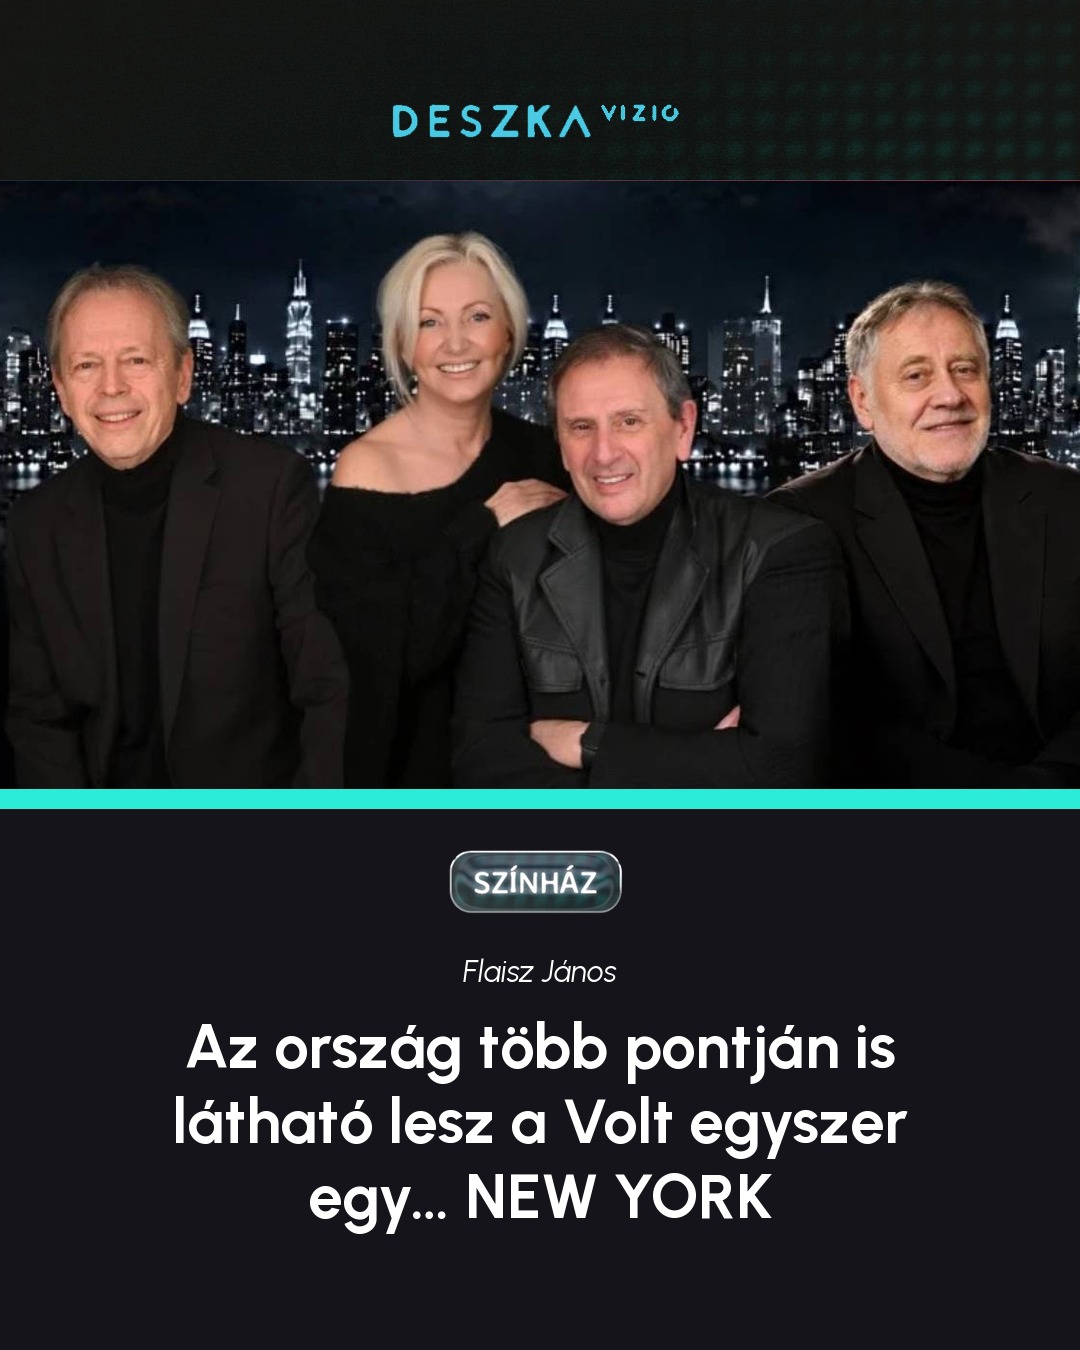 DESZKA VIZIO
SZÍNHÁZ
Flaisz János
Az ország több pontján is
látható lesz a Volt egyszer
egy... NEW YORK